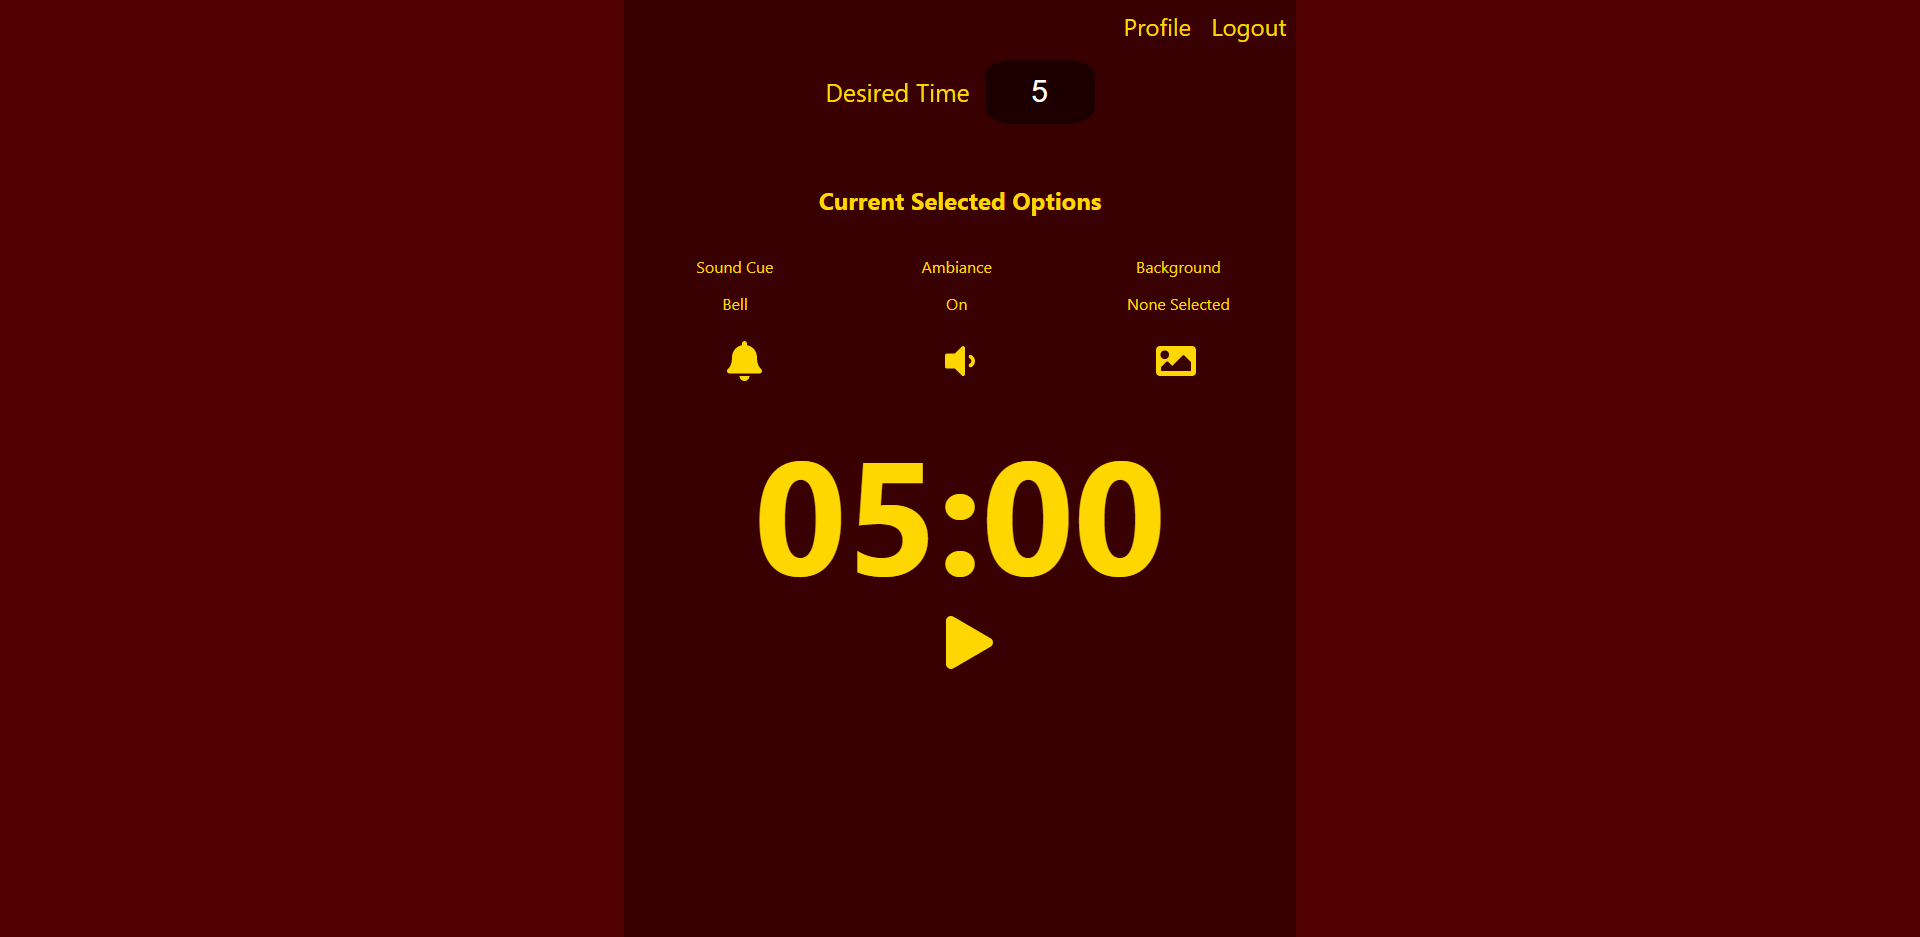 Profile Logout
Desired Time 5
Current Selected Options
Sound Cue Ambiance Background
Bell On None Selected
05:00